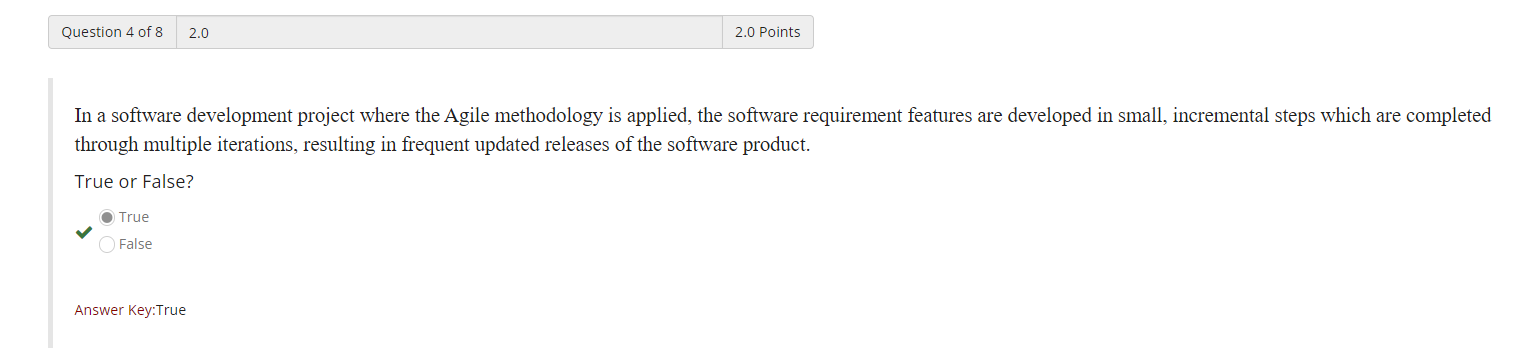 Question 4 of 8 2.0 2.0 Points
In a software development project where the Agile methodology is applied, the software requirement features are developed in small, incremental steps which are completed
through multiple iterations, resulting in frequent updated releases of the software product.
True or False?
True
False
Answer Key:True